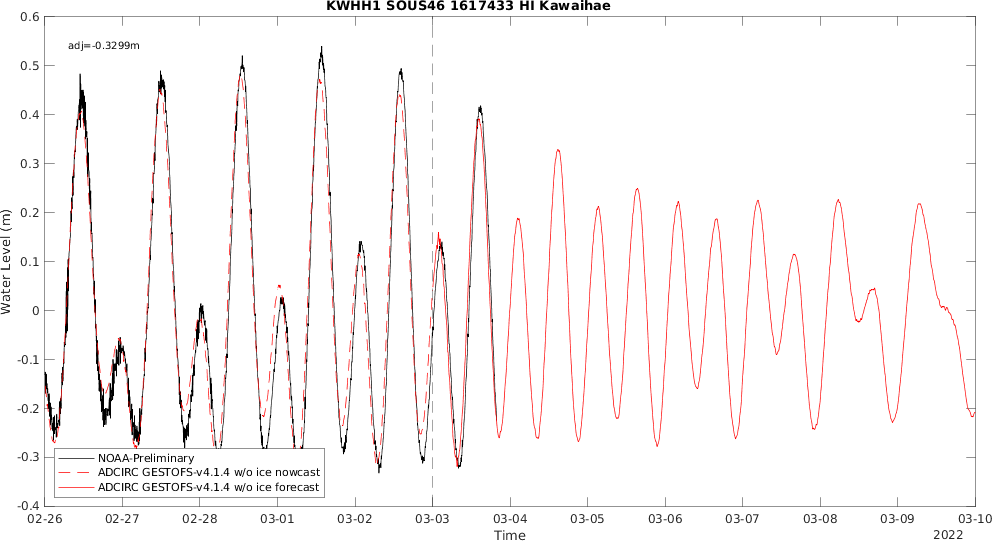 KWHH1 SOUS46 1617433 HI Kawaihae
adj=-0.3299m
0.6
0.5
0.4
0.3
0.2
0.1
0
-0.1
-0.2
-0.3
-0.4
Water Level (m)
NOAA-Preliminary
ADCIRC GESTOFS-v4.1.4 w/o ice nowcast
ADCIRC GESTOFS-v4.1.4 w/o ice forecast
02-26 02-27 02-28 03-01 03-02 03-03 03-04 03-05 03-06 03-07 03-08 03-09 03-10
Time
2022